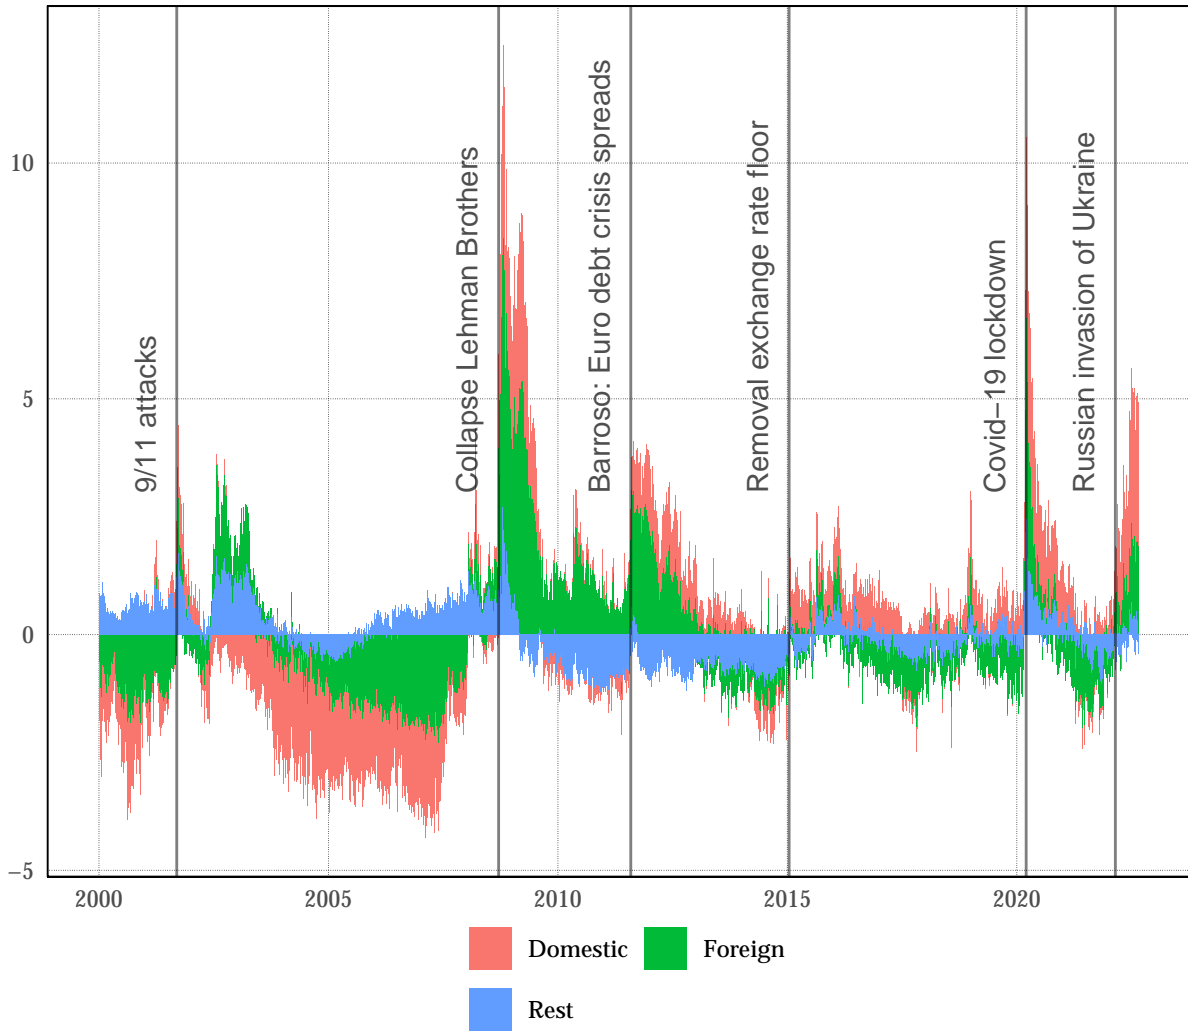 10
5
0
−5
9/11 attacks
Collapse Lehman Brothers
Barroso: Euro debt crisis spreads
Removal exchange rate floor
Covid−19 lockdown
Russian invasion of Ukraine
2000 2005 2010 2015 2020
Domestic Foreign
Rest